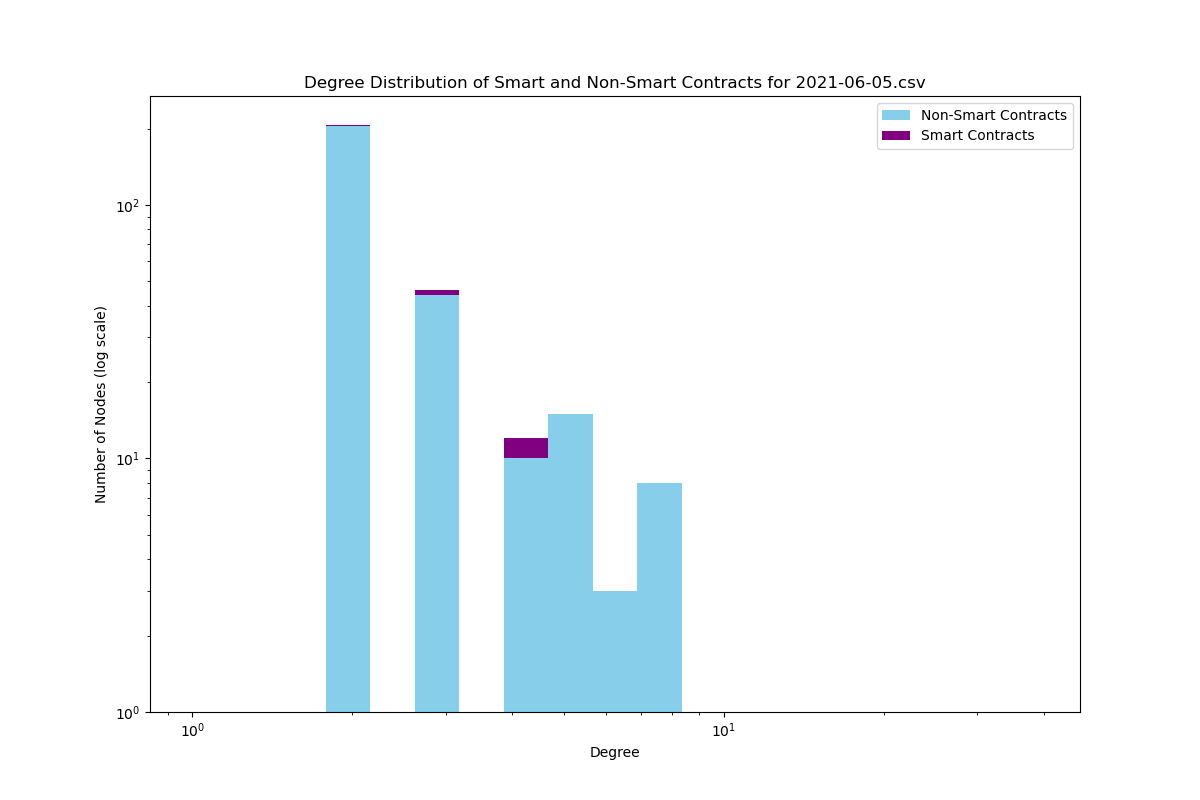 Degree Distribution of Smart and Non-Smart Contracts for 2021-06-05.csv
Non-Smart Contracts
Smart Contracts
Number of Nodes (log scale)
10²
10¹
10⁰
10⁰ 10¹
Degree